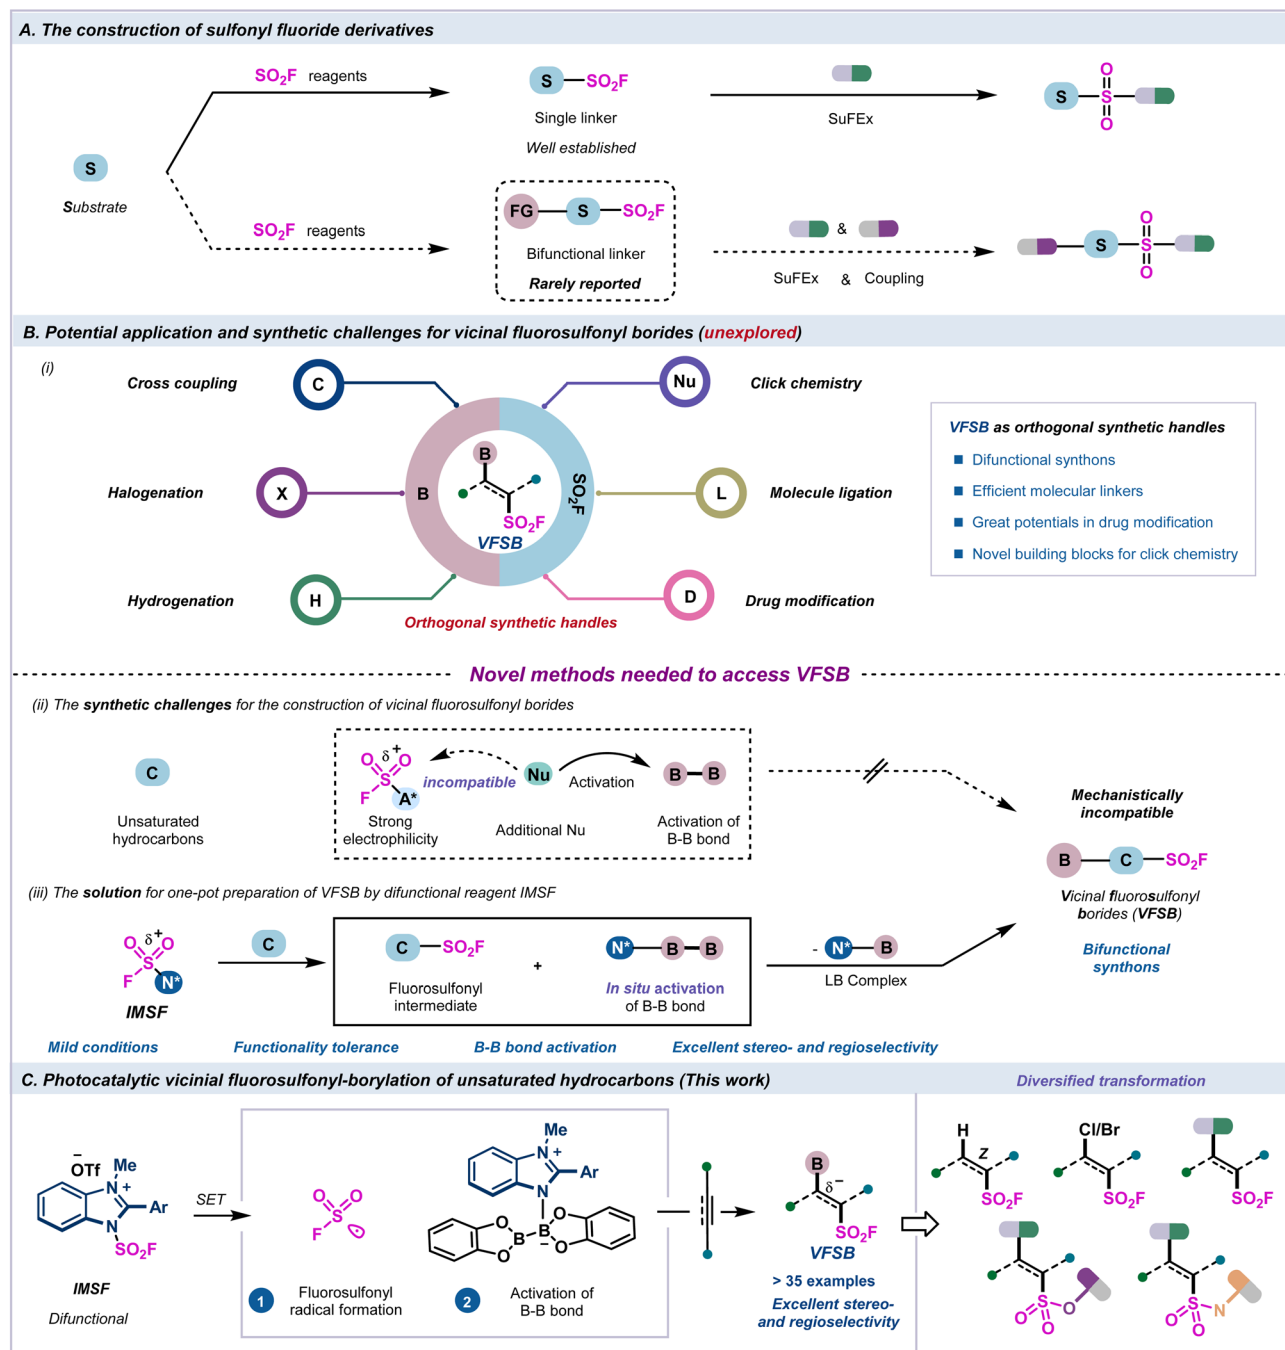 A. The construction of sulfonyl fluoride derivatives
SO2F reagents
S
Substrate
S SO2F
Single linker
Well established
SuFEx
S O S O
SO2F reagents
FG S SO2F
Bifunctional linker
Rarely reported
&
SuFEx & Coupling
S O S O
B. Potential application and synthetic challenges for vicinal fluorosulfonyl borides (unexplored)
(i)
Cross coupling
C
Nu
Click chemistry
Halogenation
X
B
B
SO2F
VFSB
SO2F
L
Molecule ligation
Hydrogenation
H
D
Drug modification
Orthogonal synthetic handles
VFSB as orthogonal synthetic handles
Difunctional synthons
Efficient molecular linkers
Great potentials in drug modification
Novel building blocks for click chemistry
Novel methods needed to access VFSB
(ii) The synthetic challenges for the construction of vicinal fluorosulfonyl borides
C
Unsaturated
hydrocarbons
δ+
O O
S
F A*
Strong
electrophilicity
incompatible
Nu
Activation
Additional Nu
B B
Activation of
B-B bond
Mechanistically
incompatible
B C SO2F
Vicinal fluorosulfonyl
borides (VFSB)
Bifunctional
synthons
(iii) The solution for one-pot preparation of VFSB by difunctional reagent IMSF
δ+
O O
S
F N*
IMSF
C
C SO2F
Fluorosulfonyl
intermediate
+
N* B B
In situ activation
of B-B bond
- N* B
LB Complex
Mild conditions Functionality tolerance B-B bond activation Excellent stereo- and regioselectivity
C. Photocatalytic vicinial fluorosulfonyl-borylation of unsaturated hydrocarbons (This work)
Diversified transformation
−
OTf
Me
N
+
Ar
N
SO2F
IMSF
Difunctional
SET
O O
S
F
1 Fluorosulfonyl
radical formation
Me
N
+
Ar
N
O O
B B
−
O O
2 Activation of
B-B bond
B
δ−
SO2F
VFSB
> 35 examples
Excellent stereo-
and regioselectivity
H
Z
SO2F
Cl/Br
SO2F
SO2F
S O
O O
S N
O O